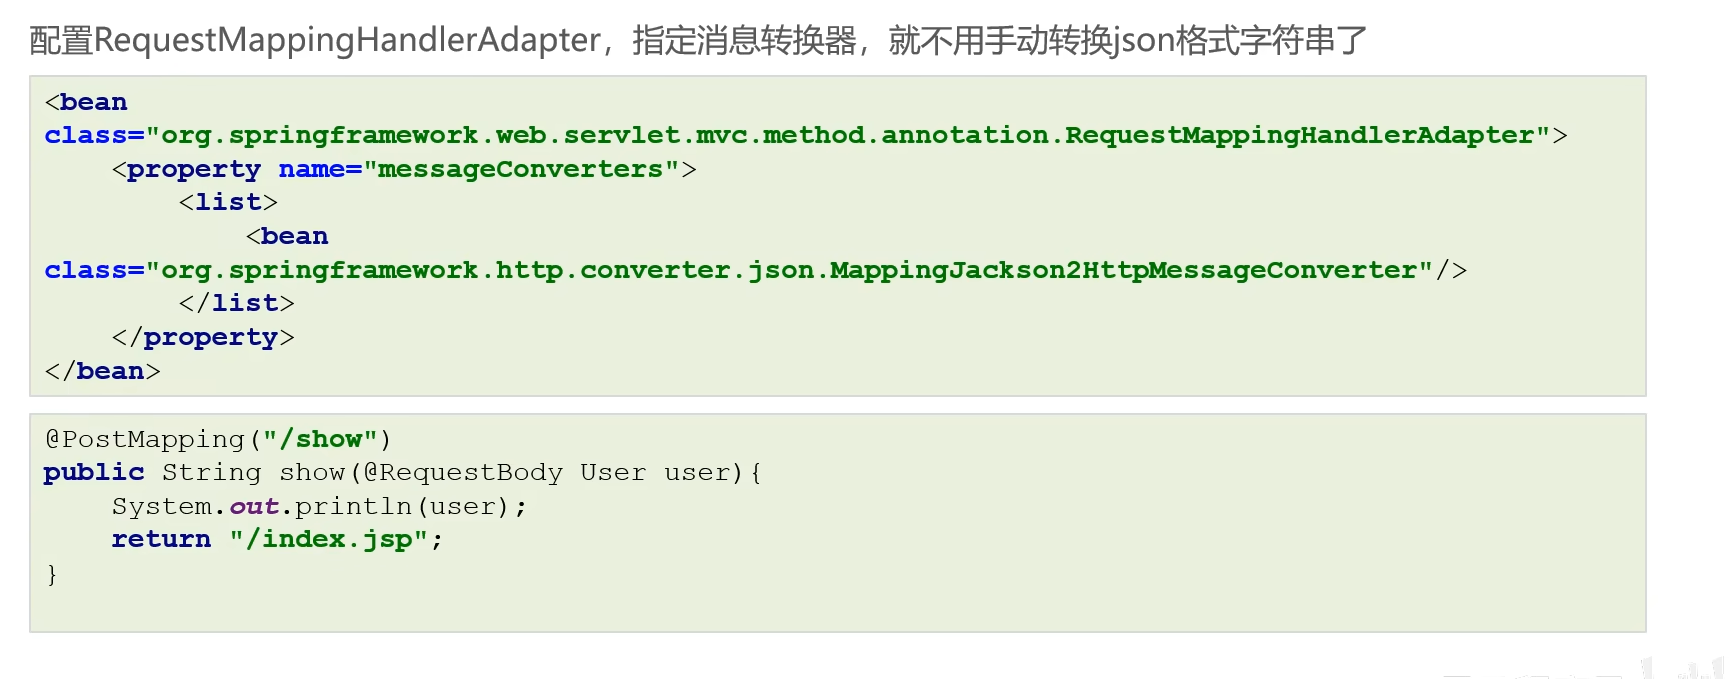 配置RequestMappingHandlerAdapter，指定消息转换器，就不用手动转换json格式字符串了
<bean
class="org.springframework.web.servlet.mvc.method.annotation.RequestMappingHandlerAdapter">
    <property name="messageConverters">
        <list>
            <bean
class="org.springframework.http.converter.json.MappingJackson2HttpMessageConverter"/>
        </list>
    </property>
</bean>
@PostMapping("/show")
public String show(@RequestBody User user){
    System.out.println(user);
    return "/index.jsp";
}